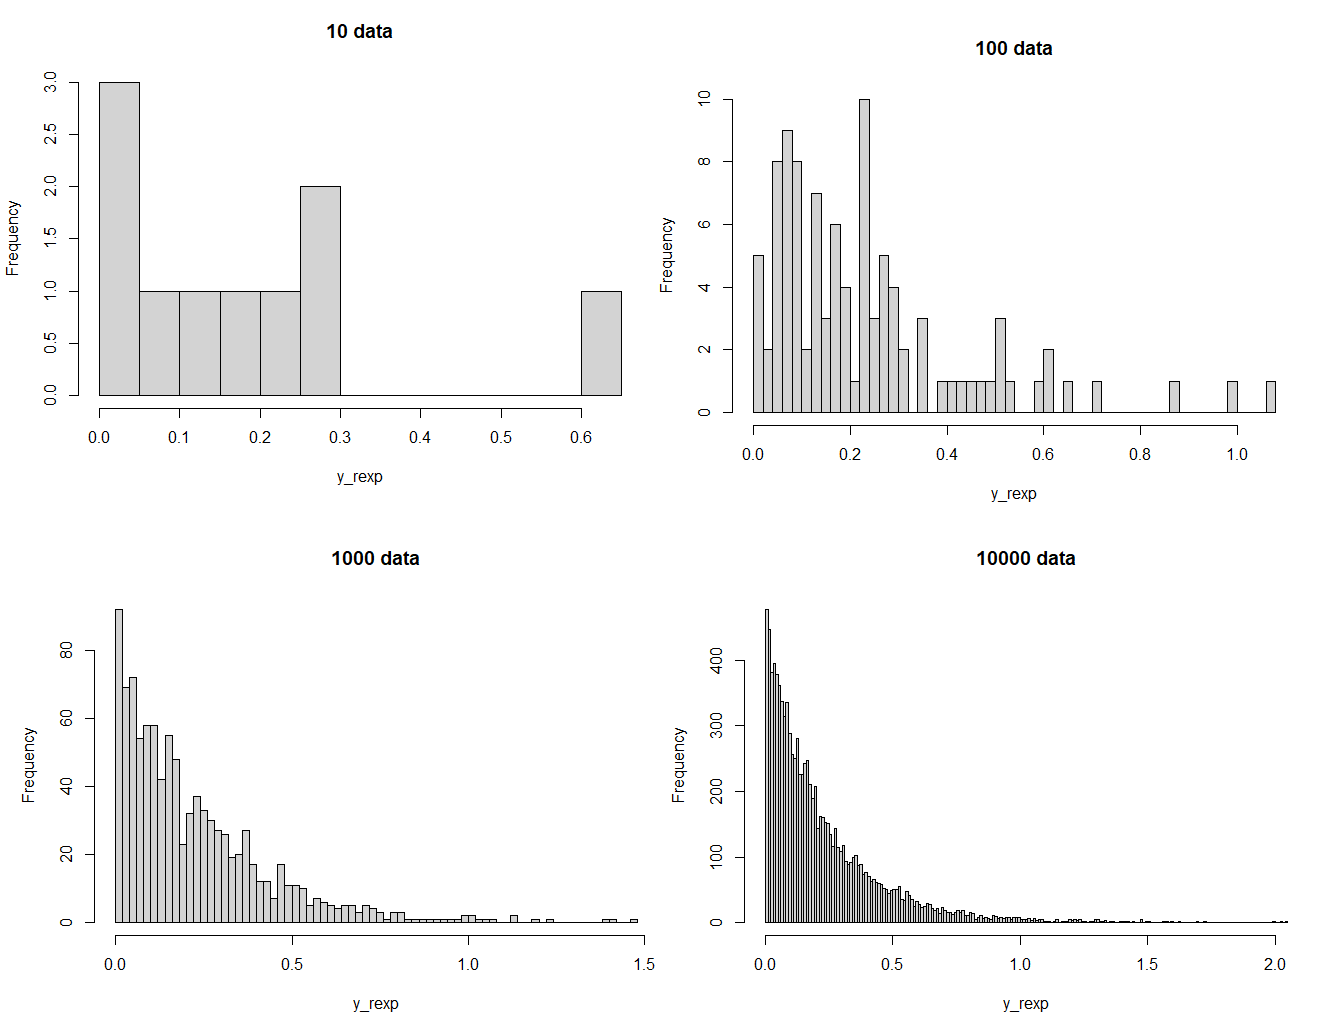 10 data
Frequency
0.0 0.5 1.0 1.5 2.0 2.5 3.0
0.0 0.1 0.2 0.3 0.4 0.5 0.6
y_rexp
100 data
Frequency
0 2 4 6 8 10
0.0 0.2 0.4 0.6 0.8 1.0
y_rexp
1000 data
Frequency
0 20 40 60 80
0.0 0.5 1.0 1.5
y_rexp
10000 data
Frequency
0 100 200 300 400
0.0 0.5 1.0 1.5 2.0
y_rexp